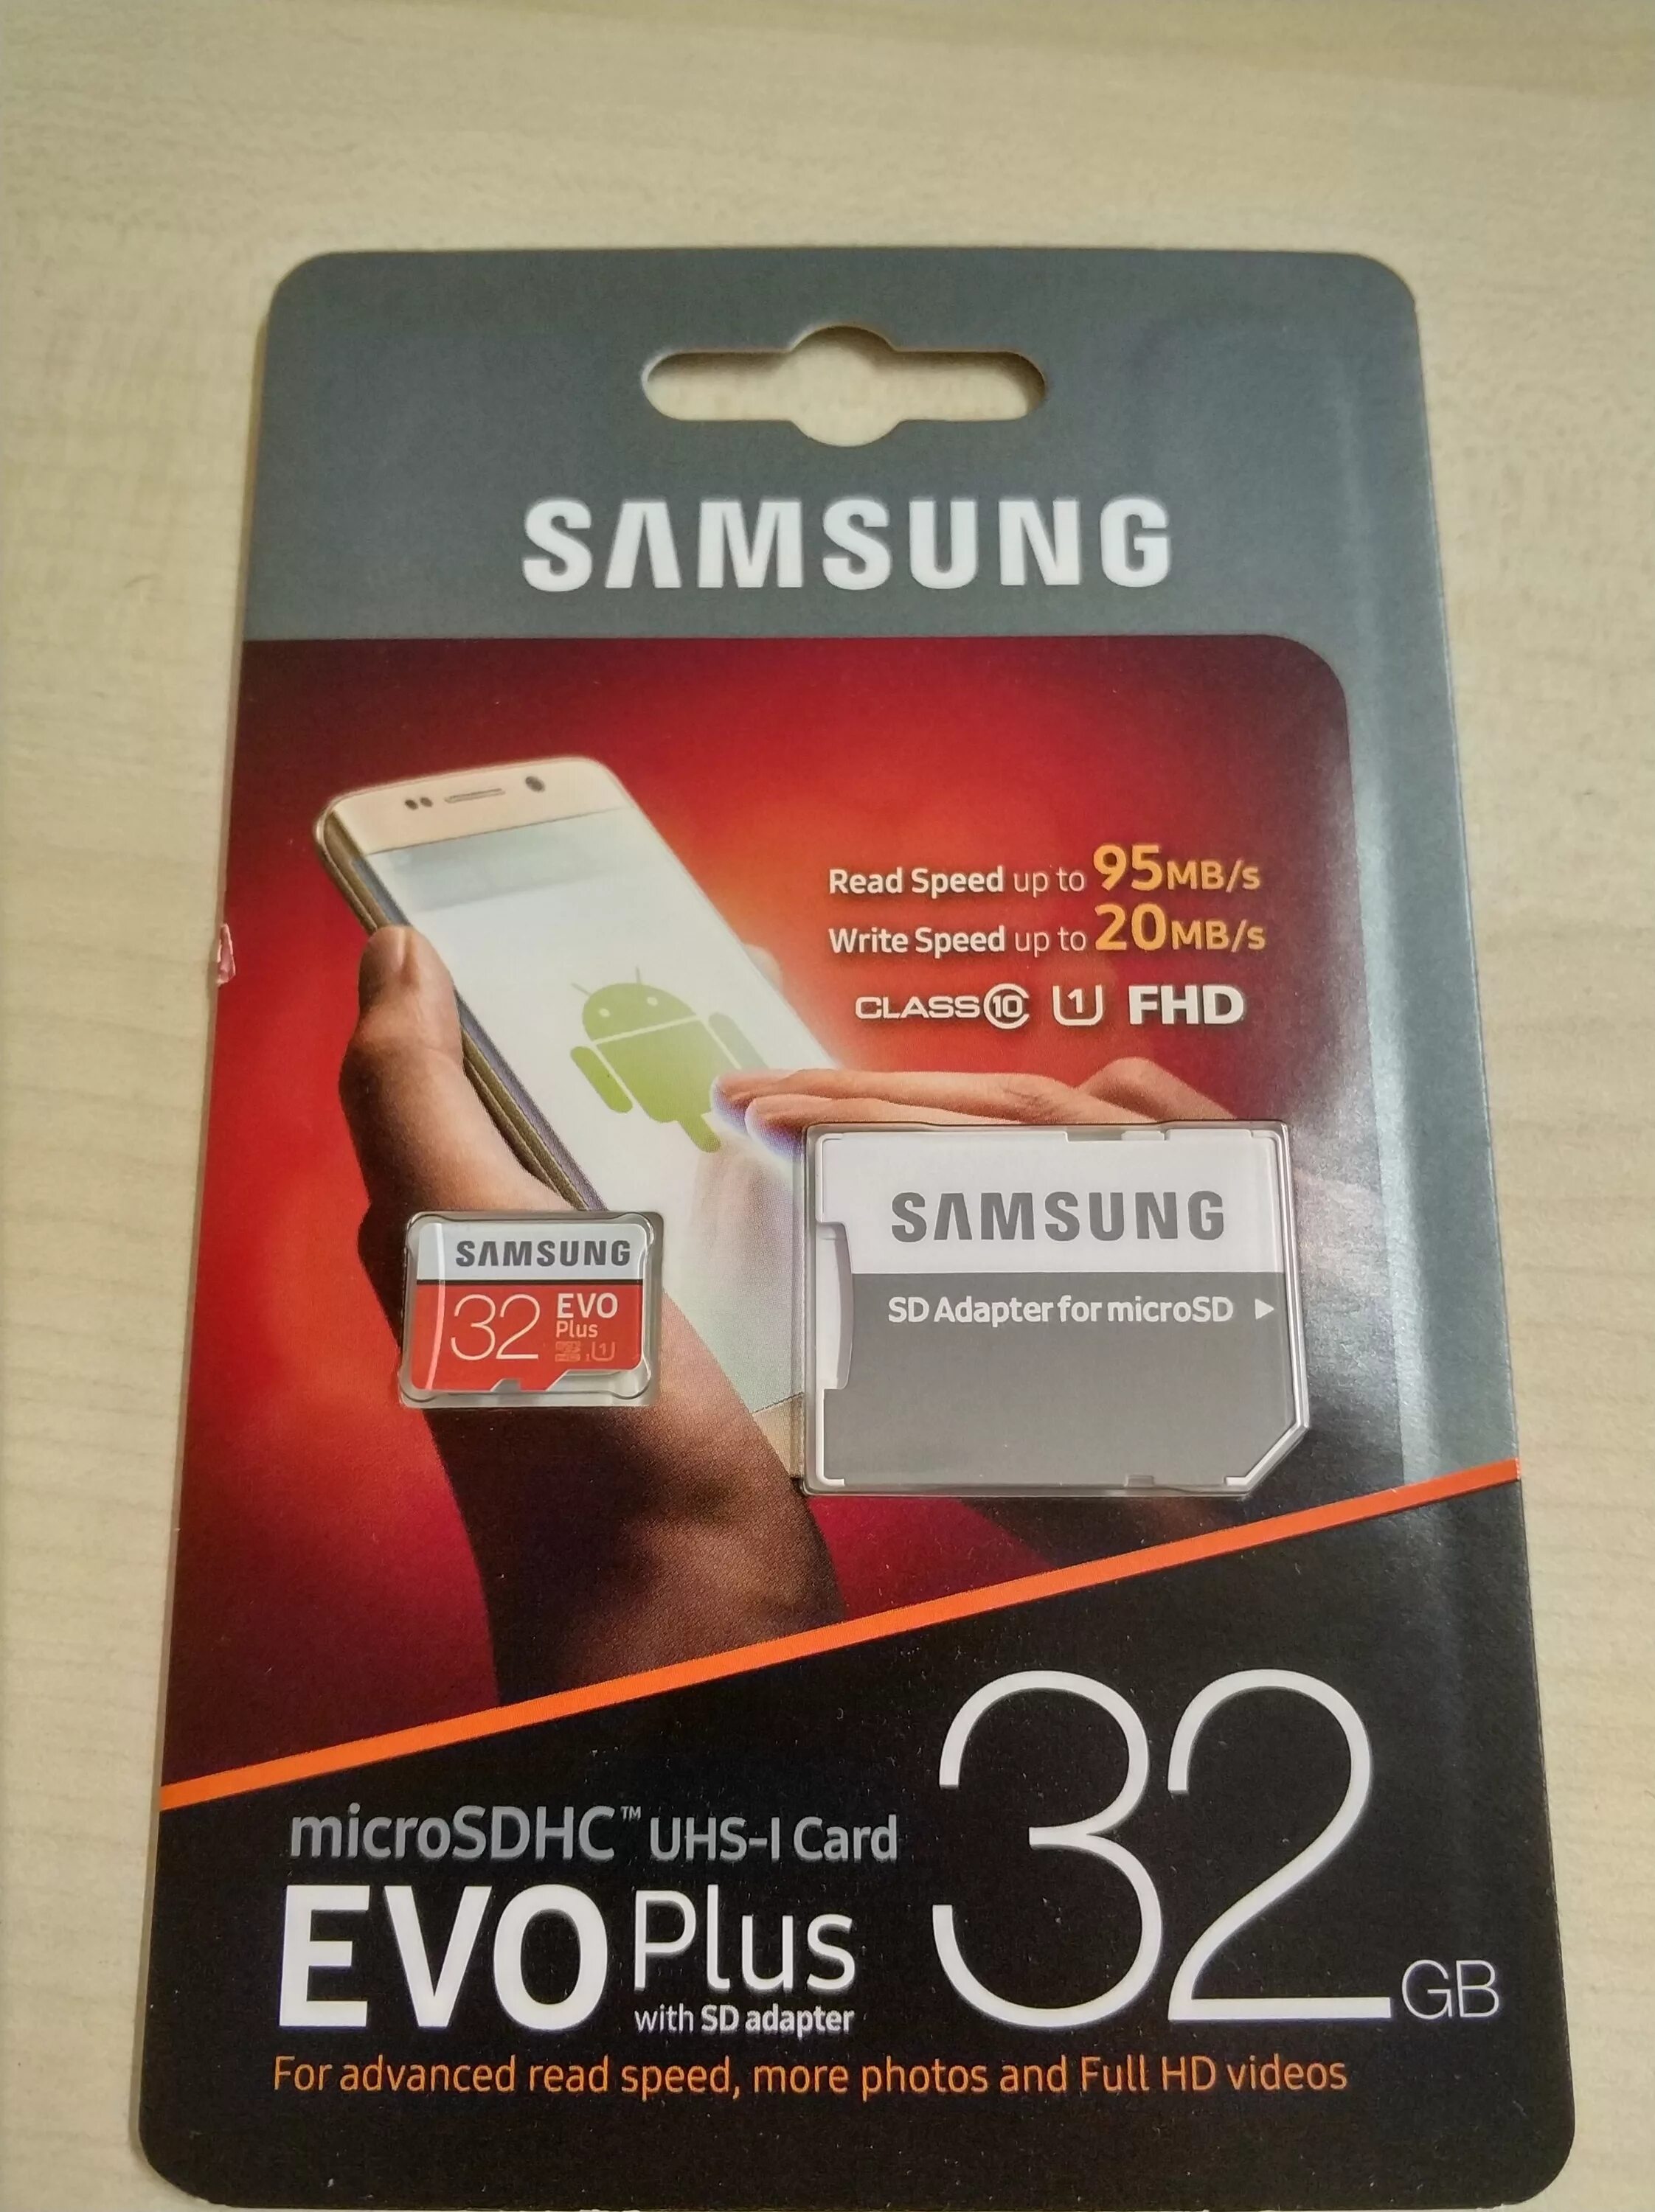 SAMSUNG
Read Speed up to 95MB/s
Write Speed up to 20MB/s
CLASS 10 U1 FHD
SAMSUNG
SD Adapter for microSD ►
SAMSUNG
32 EVO
Plus
I U1
microSDHC™ UHS-I Card
EVO Plus
with SD adapter
32 GB
For advanced read speed, more photos and Full HD videos